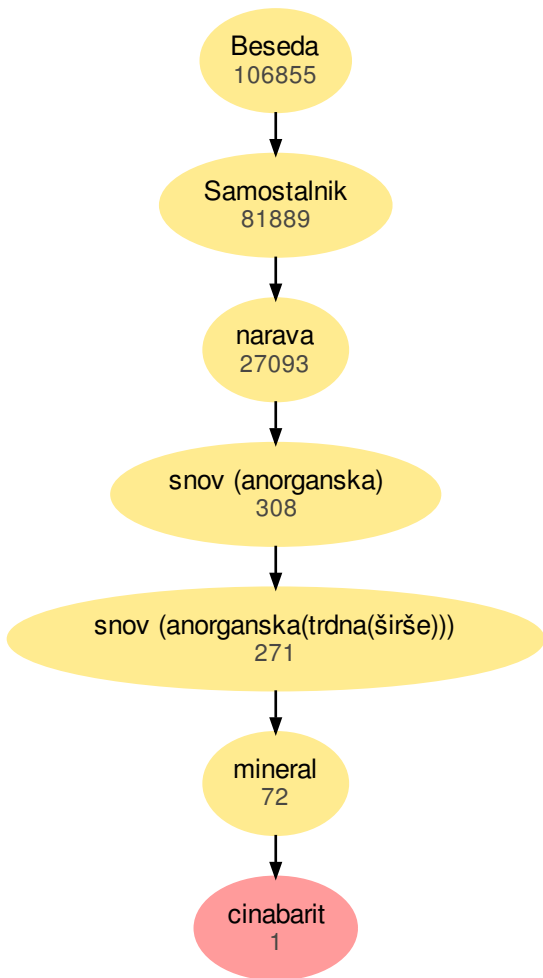 Beseda
106855
Samostalnik
81889
narava
27093
snov (anorganska)
308
snov (anorganska(trdna(širše)))
271
mineral
72
cinabarit
1